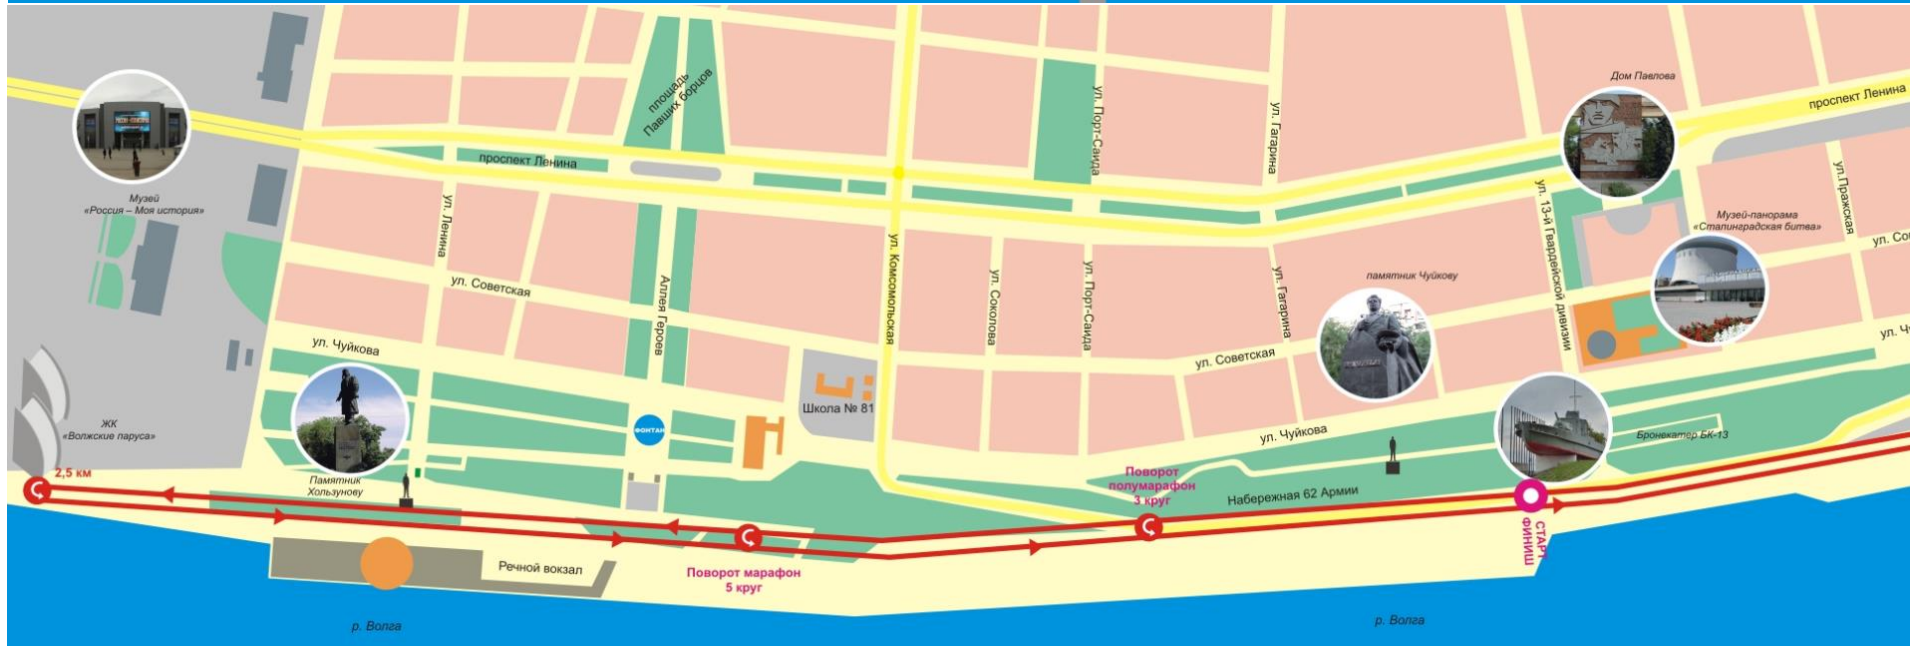 Дом Павлова
проспект Ленина
площадь
Павших борцов
ул. Порт-Саида
ул. Гагарина
проспект Ленина
Музей
«Россия – Моя история»
ул. Ленина
ул. 13-й Гвардейской дивизии
ул.Пражская
Музей-панорама
«Сталинградская битва»
ул. Со
ул. Комсомольская
ул. Соколова
ул. Порт-Саида
ул. Гагарина
памятник Чуйкову
ул. Советская
Аллея Героев
ул. Чуйкова
ул. Советская
ул. Ч
Школа № 81
ЖК
«Волжские паруса»
ФОНТАН
ул. Чуйкова
Бронекатер БК-13
2,5 км
Памятник
Хользунову
Поворот
полумарафон
3 круг
Набережная 62 Армии
СТАРТ
ФИНИШ
Речной вокзал
Поворот марафон
5 круг
р. Волга
р. Волга